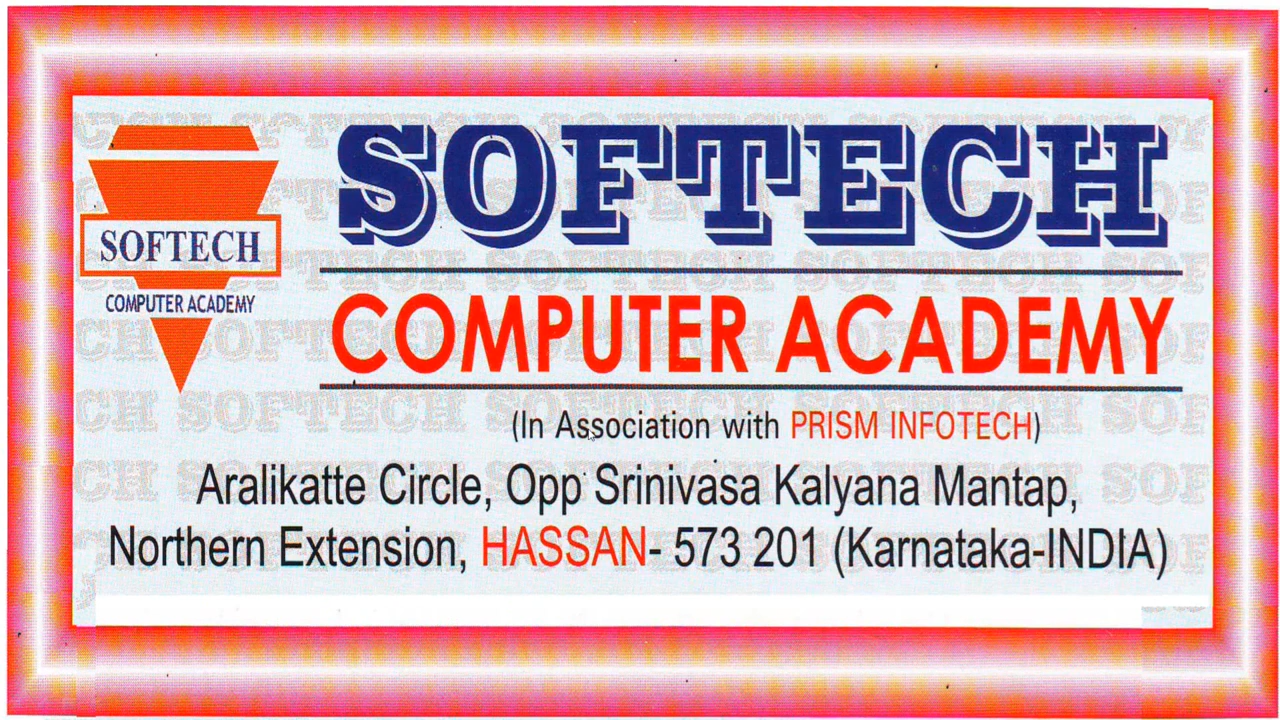 SOFTECH
COMPUTER ACADEMY
SOFTECH
COMPUTER ACADEMY
(In Association with PRISM INFOTECH)
Aralikatte Circle, Opp Srinivasa Kalyana Mantap,
Northern Extension, HASSAN- 573 201 (Karnataka-INDIA)